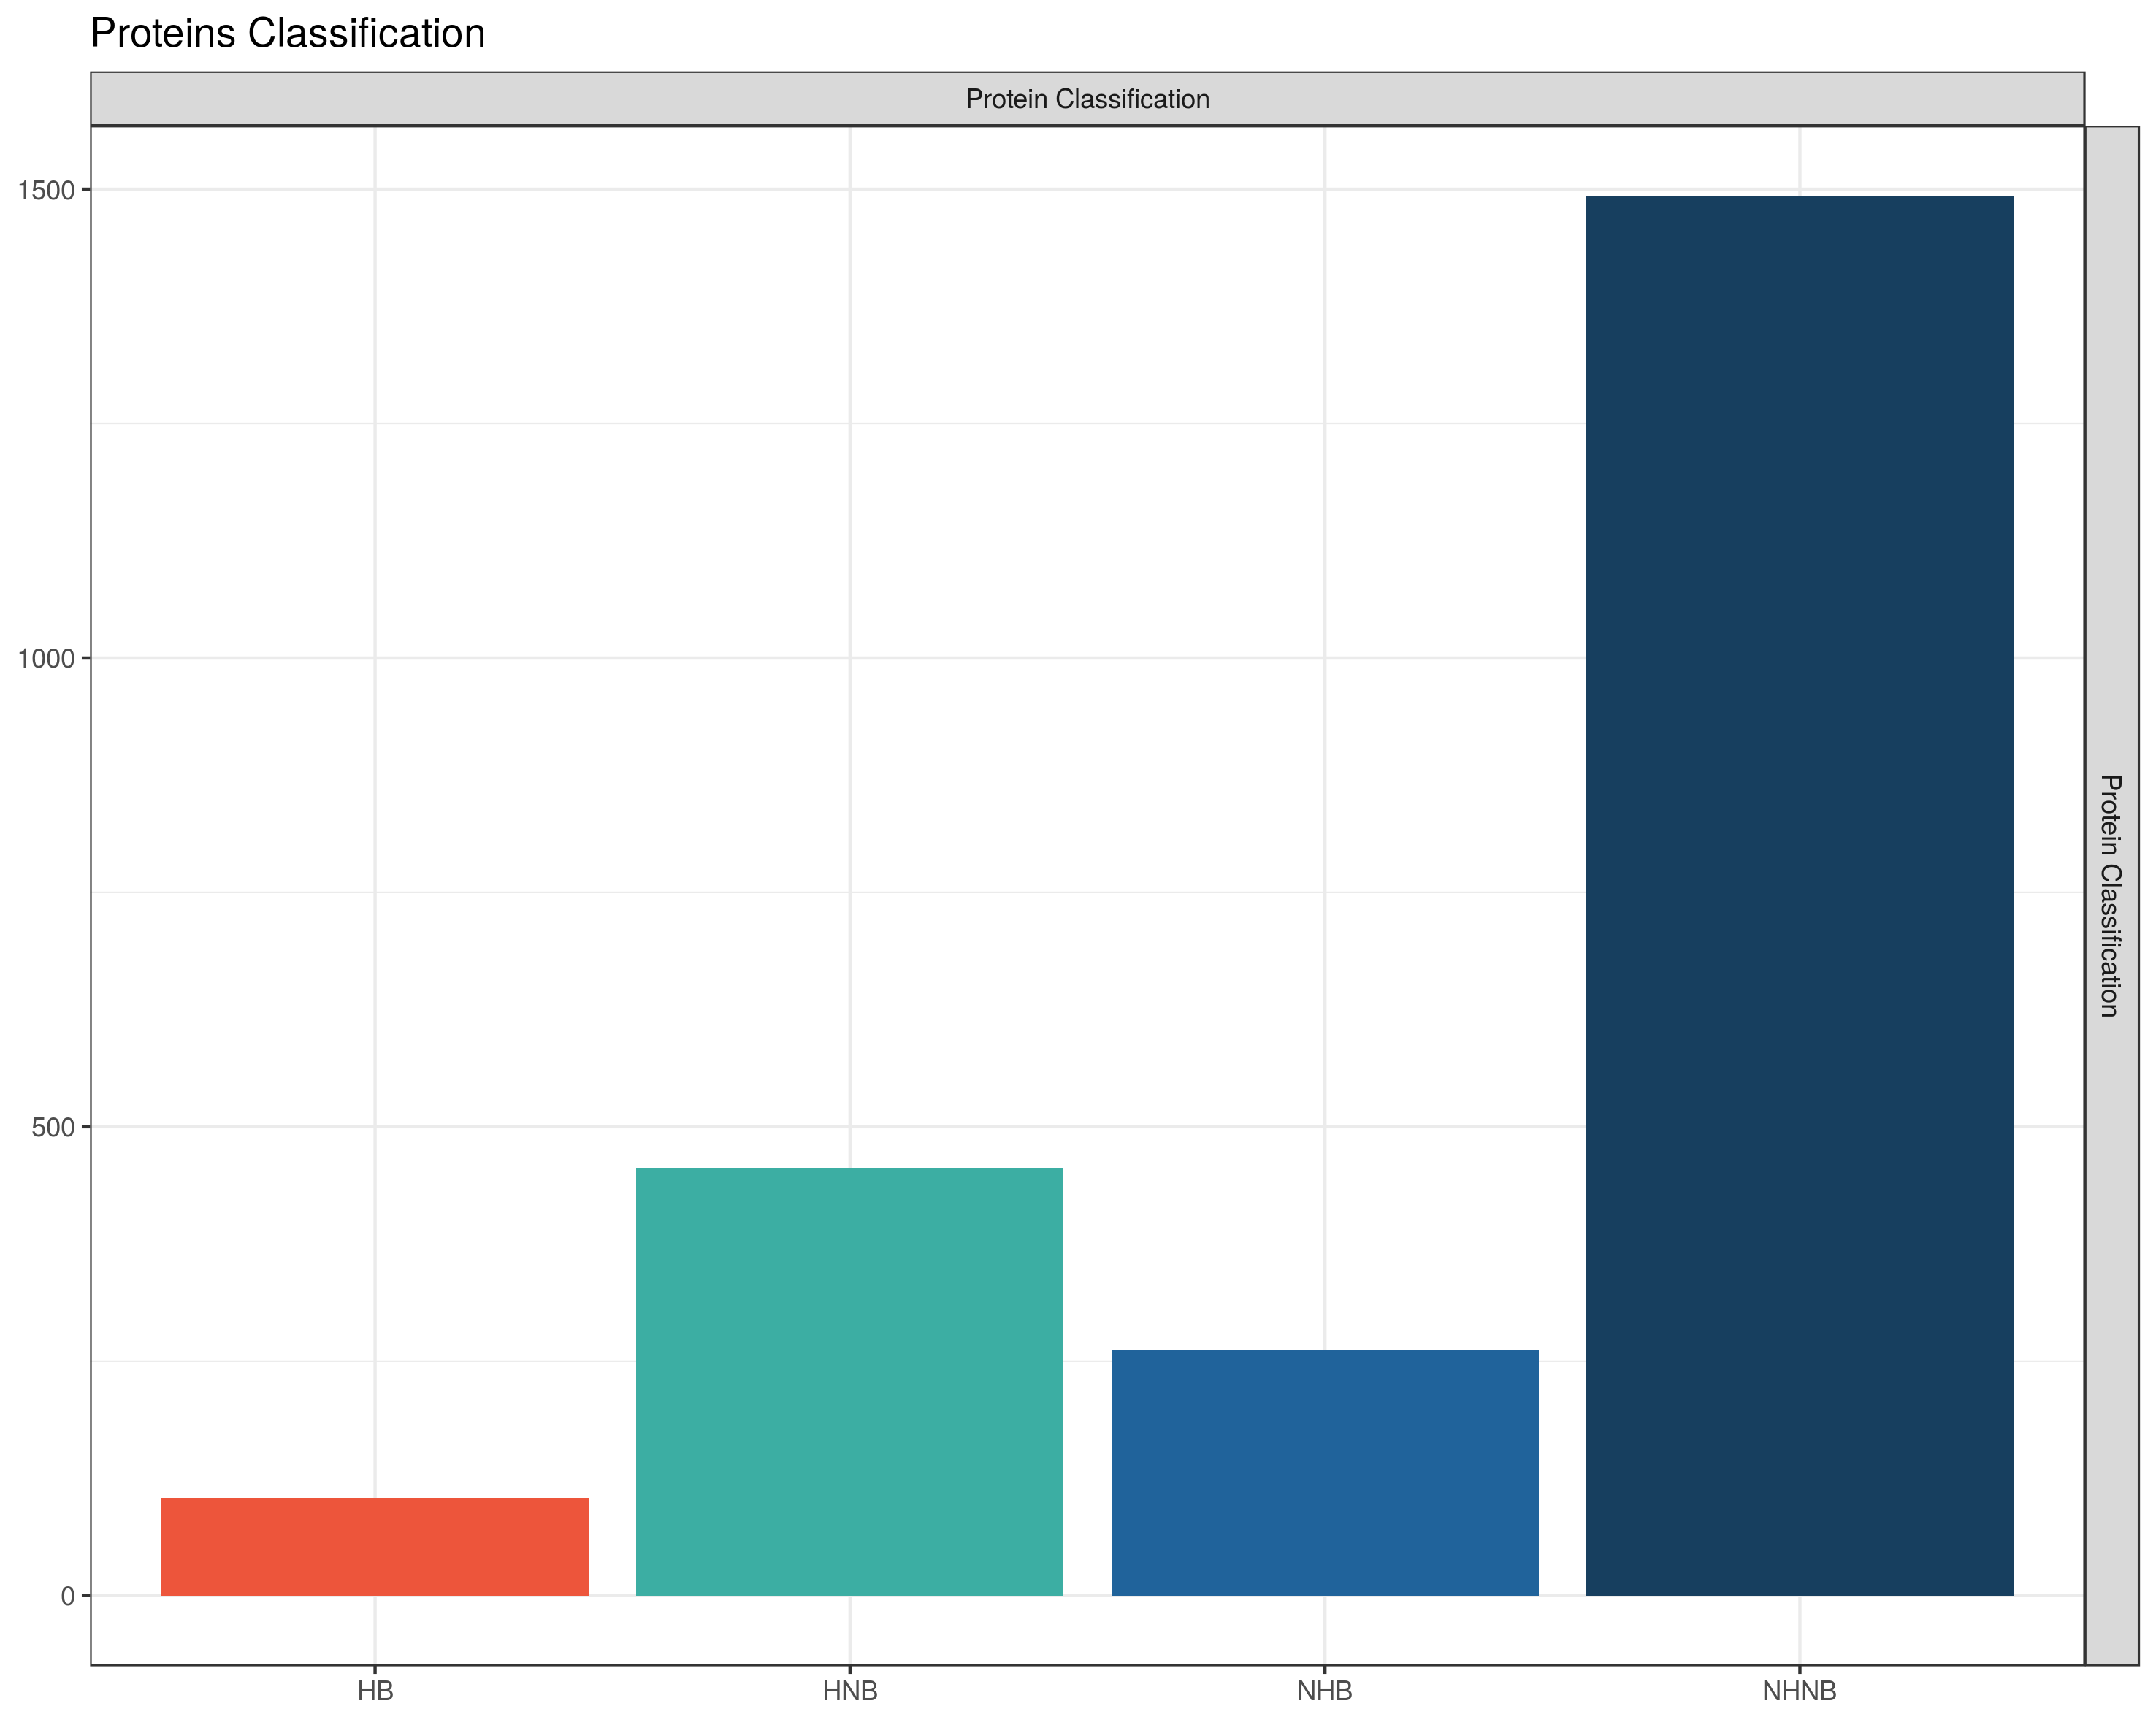 Proteins Classification
Protein Classification
1500
1000
500
0
Protein Classification
HB
HNB
NHB
NHNB